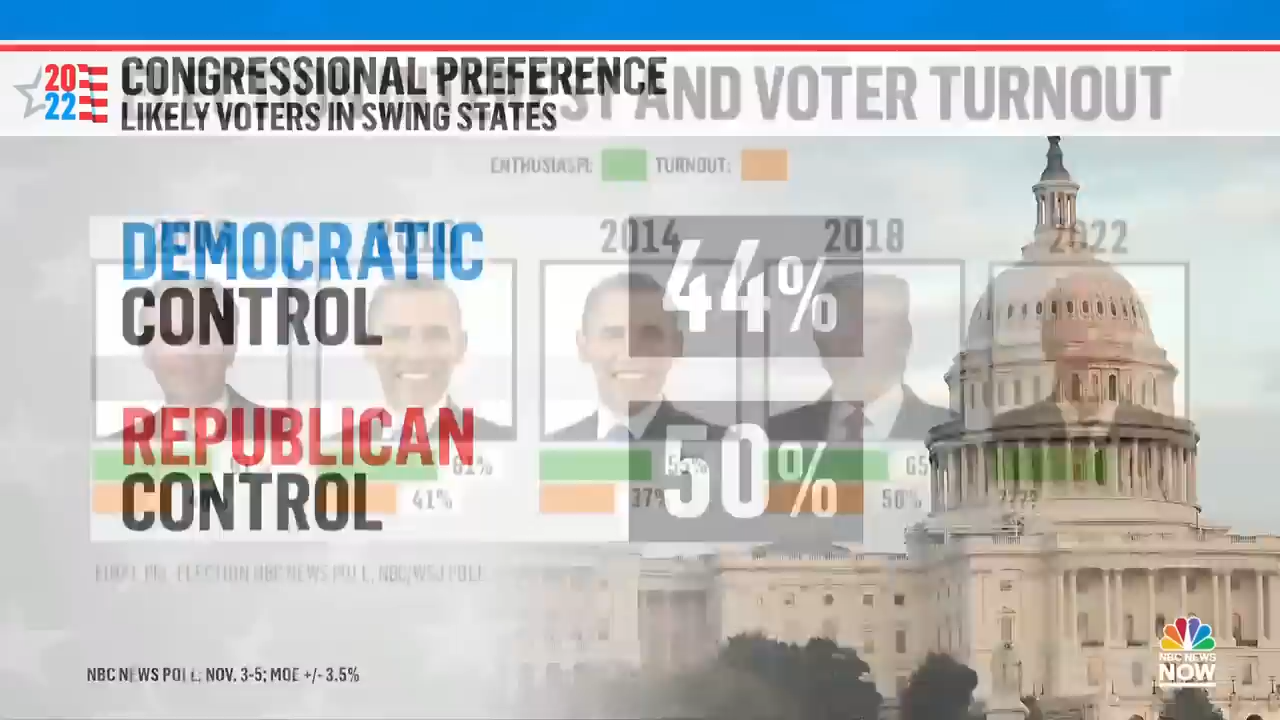 2022
CONGRESSIONAL PREFERENCE
AND VOTER TURNOUT
LIKELY VOTERS IN SWING STATES
ENTHUSIASM: TURNOUT:
2014 2018 2022
DEMOCRATIC
CONTROL
44%
REPUBLICAN
CONTROL
50%
61%
41% 37% 50% ???
NBC NEWS POLL; NOV. 3-5; MOE +/- 3.5%
NBC NEWS
NOW